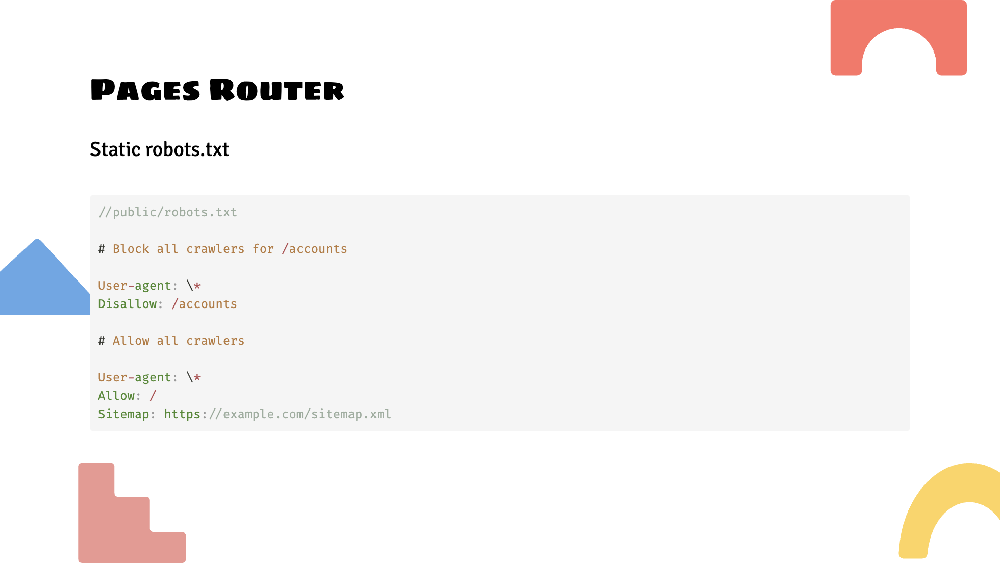 Pages Router
Static robots.txt
//public/robots.txt
# Block all crawlers for /accounts
User-agent: \*
Disallow: /accounts
# Allow all crawlers
User-agent: \*
Allow: /
Sitemap: https://example.com/sitemap.xml